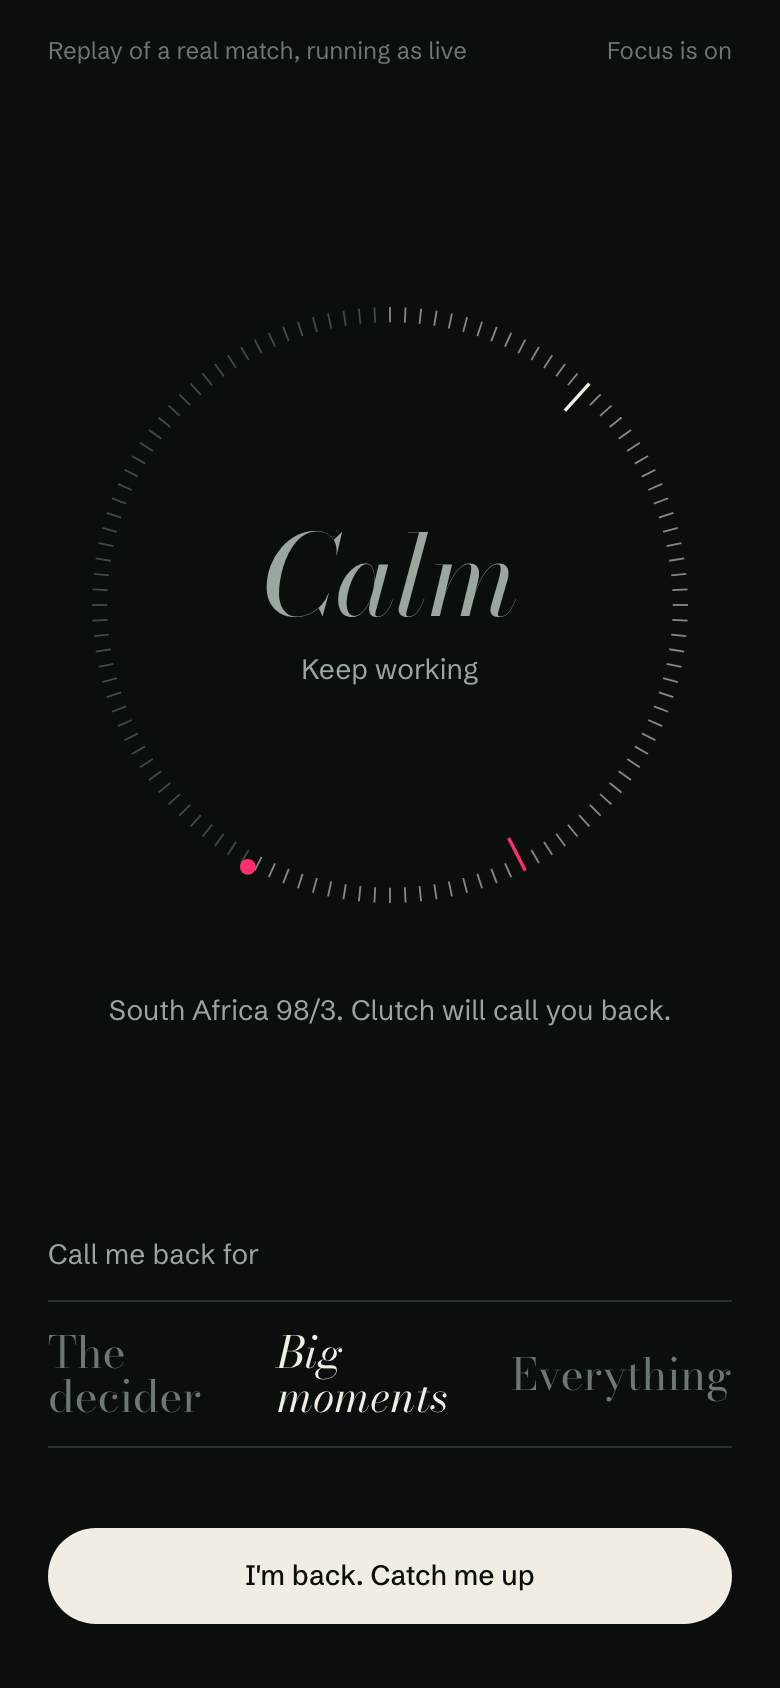 Replay of a real match, running as live
Focus is on
Calm
Keep working
South Africa 98/3. Clutch will call you back.
Call me back for
The
decider
Big
moments
Everything
I'm back. Catch me up